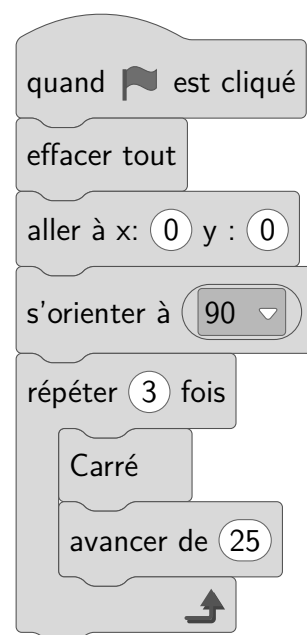 quand est cliqué
effacer tout
aller à x: 0 y : 0
s'orienter à 90
répéter 3 fois
Carré
avancer de 25